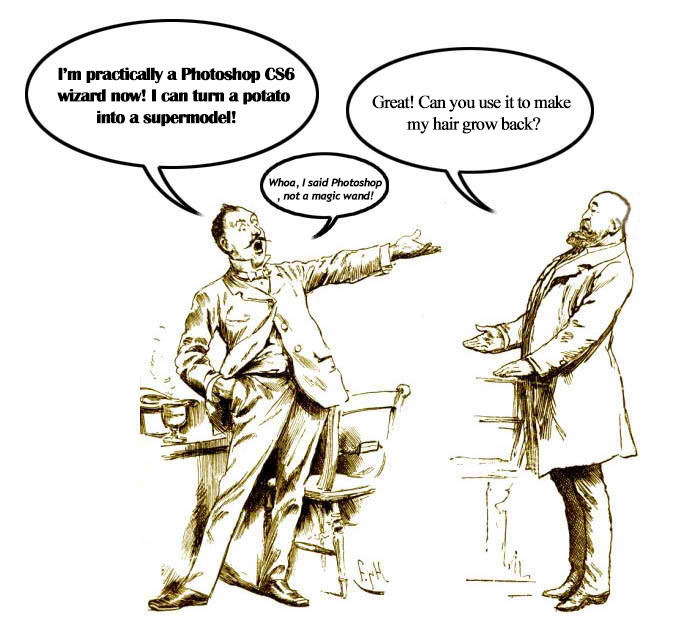 I'm practically a Photoshop CS6
wizard now! I can turn a potato
into a supermodel!
Great! Can you use it to make
my hair grow back?
Whoa, I said Photoshop
, not a magic wand!